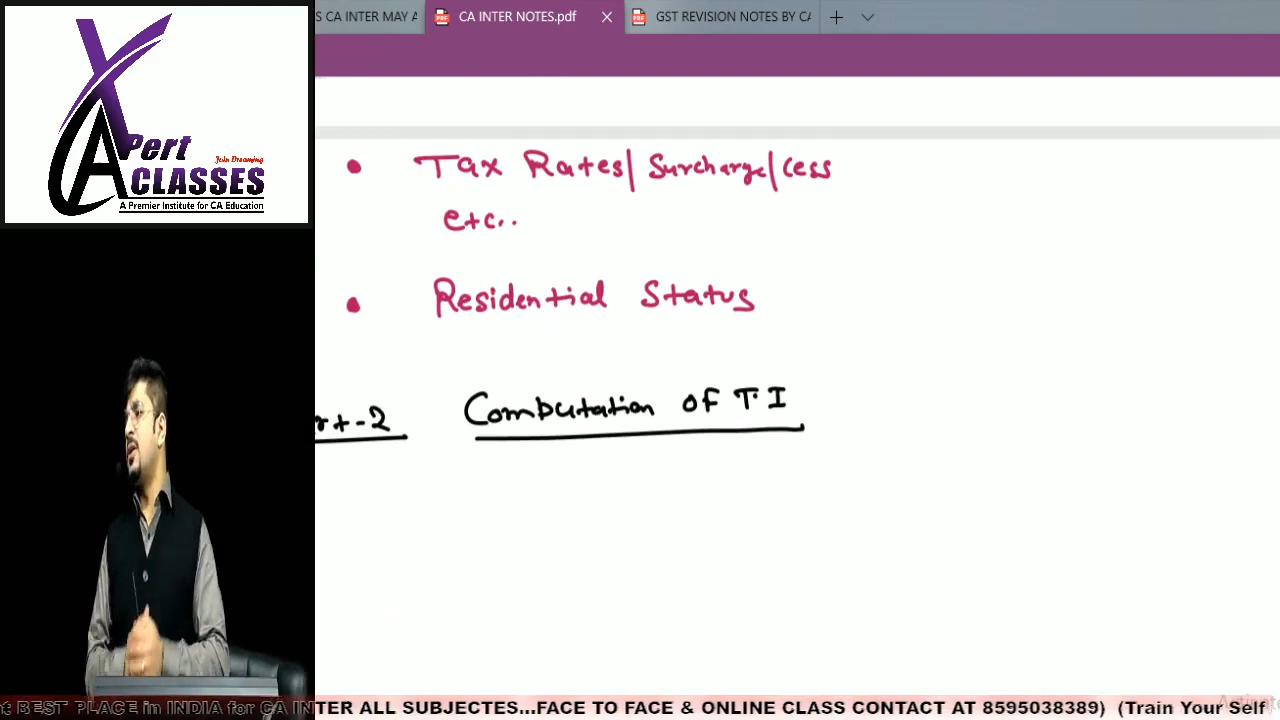 S CA INTER MAY A
CA INTER NOTES.pdf
GST REVISION NOTES BY CA
XPert
Join Dreaming
CA CLASSES
A Premier Institute for CA Education
• Tax Rates/Surcharge/Cess
etc..
• Residential Status
rt-2 Computation of T.I
t BEST PLACE in INDIA for CA INTER ALL SUBJECTES...FACE TO FACE & ONLINE CLASS CONTACT AT 8595038389) (Train Your Self